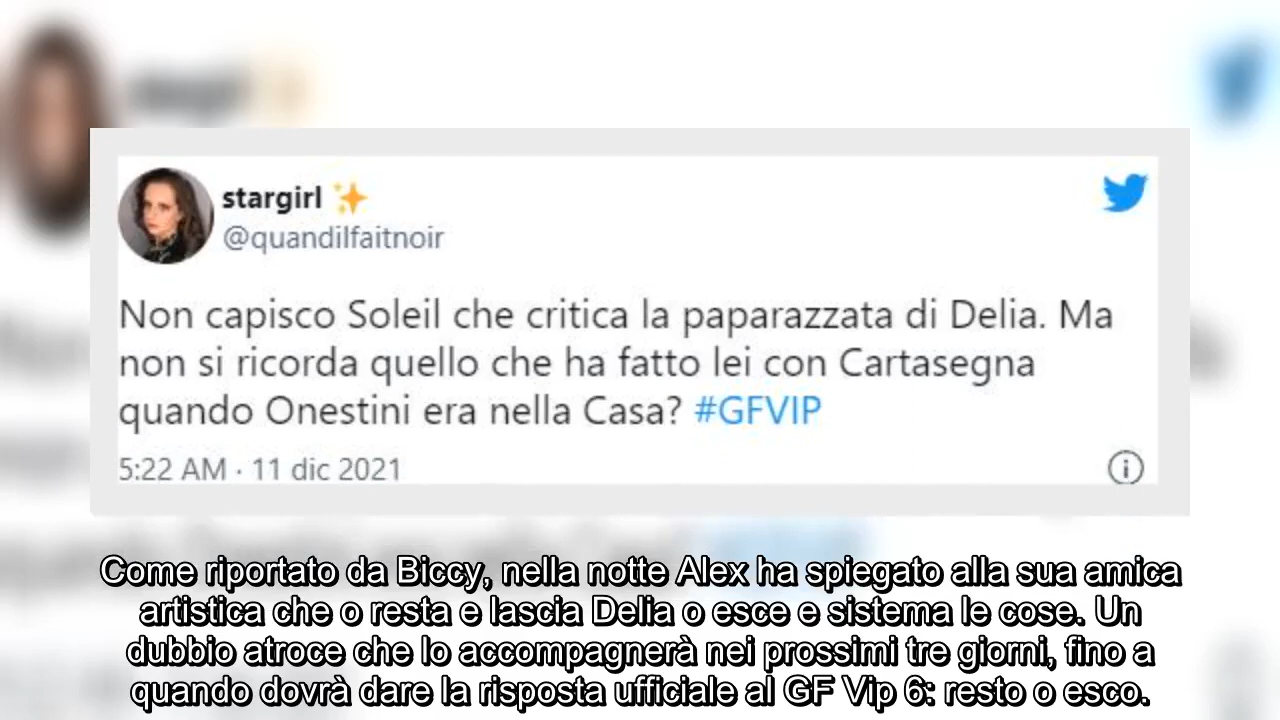 stargirl ✨
@quandilfaitnoir
Non capisco Soleil che critica la paparazzata di Delia. Ma
non si ricorda quello che ha fatto lei con Cartasegna
quando Onestini era nella Casa? #GFVIP
5:22 AM · 11 dic 2021
Come riportato da Biccy, nella notte Alex ha spiegato alla sua amica
artistica che o resta e lascia Delia o esce e sistema le cose. Un
dubbio atroce che lo accompagnerà nei prossimi tre giorni, fino a
quando dovrà dare la risposta ufficiale al GF Vip 6: resto o esco.